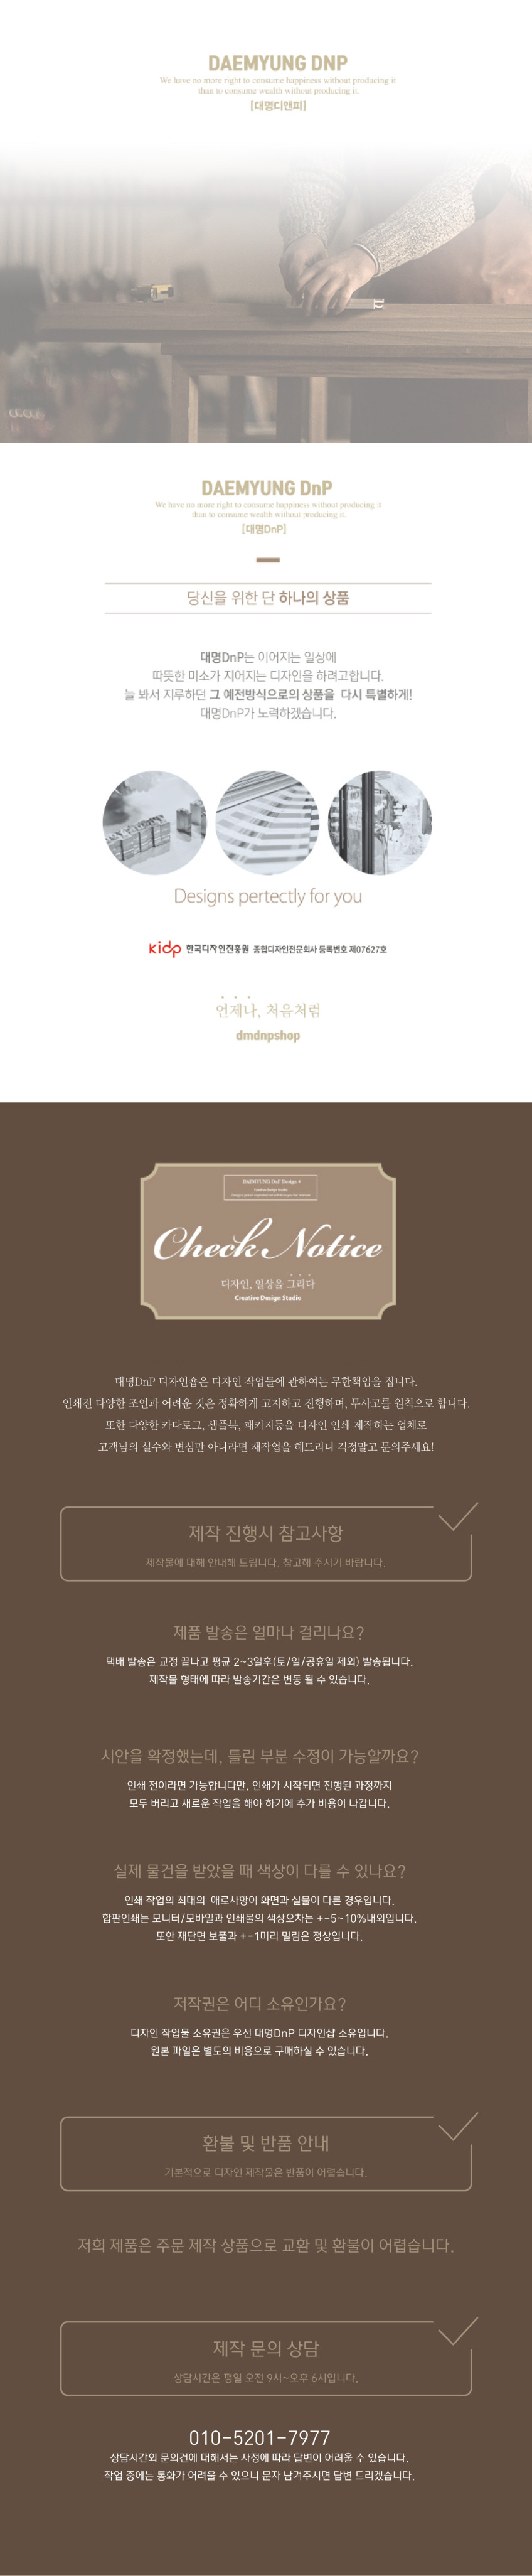 DAEMYUNG DNP
We have no more right to consume happiness without producing it
than to consume wealth without producing it.
[대명디앤피]
DAEMYUNG DnP
We have no more right to consume happiness without producing it
than to consume wealth without producing it.
[대명DnP]
당신을 위한 단 하나의 상품
대명DnP는 이어지는 일상에
따뜻한 미소가 지어지는 디자인을 하려고합니다.
늘 봐서 지루하던 그 예전방식으로의 상품을 다시 특별하게!
대명DnP가 노력하겠습니다.
Designs pertectly for you
kidp 한국디자인진흥원 종합디자인전문회사 등록번호 제07627호
언제나, 처음처럼
dmdnpshop
DAEMYUNG DnP Design
Check Notice
디자인, 일상을 그리다
Creative Design Studio
대명DnP 디자인숍은 디자인 작업물에 관하여는 무한책임을 집니다.
인쇄전 다양한 조언과 어려운 것은 정확하게 고지하고 진행하며, 무사고를 원칙으로 합니다.
또한 다양한 카다로그, 샘플북, 패키지등을 디자인 인쇄 제작하는 업체로
고객님의 실수와 변심만 아니라면 재작업을 해드리니 걱정말고 문의주세요!
제작 진행시 참고사항
제작물에 대해 안내해 드립니다. 참고해 주시기 바랍니다.
제품 발송은 얼마나 걸리나요?
택배 발송은 교정 끝나고 평균 2~3일후(토/일/공휴일 제외) 발송됩니다.
제작물 형태에 따라 발송기간은 변동 될 수 있습니다.
시안을 확정했는데, 틀린 부분 수정이 가능할까요?
인쇄 전이라면 가능합니다만, 인쇄가 시작되면 진행된 과정까지
모두 버리고 새로운 작업을 해야 하기에 추가 비용이 나갑니다.
실제 물건을 받았을 때 색상이 다를 수 있나요?
인쇄 작업의 최대의 애로사항이 화면과 실물이 다른 경우입니다.
합판인쇄는 모니터/모바일과 인쇄물의 색상오차는 +-5~10%내외입니다.
또한 재단면 보풀과 +-1미리 밀림은 정상입니다.
저작권은 어디 소유인가요?
디자인 작업물 소유권은 우선 대명DnP 디자인샵 소유입니다.
원본 파일은 별도의 비용으로 구매하실 수 있습니다.
환불 및 반품 안내
기본적으로 디자인 제작물은 반품이 어렵습니다.
저희 제품은 주문 제작 상품으로 교환 및 환불이 어렵습니다.
제작 문의 상담
상담시간은 평일 오전 9시~오후 6시입니다.
010-5201-7977
상담시간외 문의건에 대해서는 사정에 따라 답변이 어려울 수 있습니다.
작업 중에는 통화가 어려울 수 있으니 문자 남겨주시면 답변 드리겠습니다.